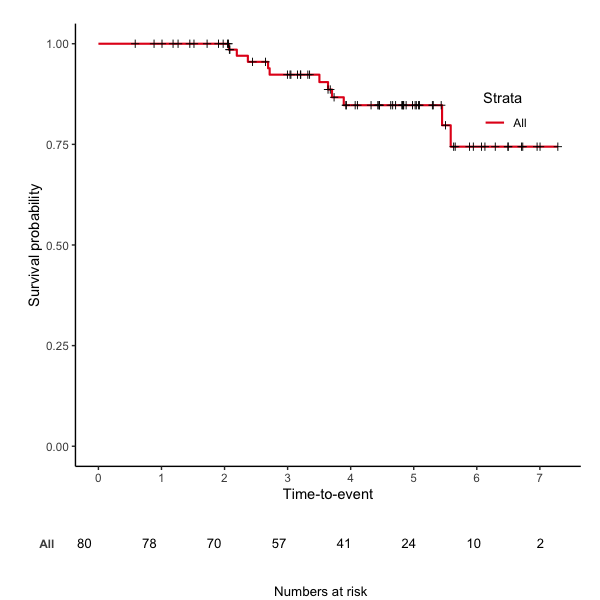 1.00
0.75
0.50
0.25
0.00
Survival probability
Strata
All
0 1 2 3 4 5 6 7
Time-to-event
All 80 78 70 57 41 24 10 2
Numbers at risk